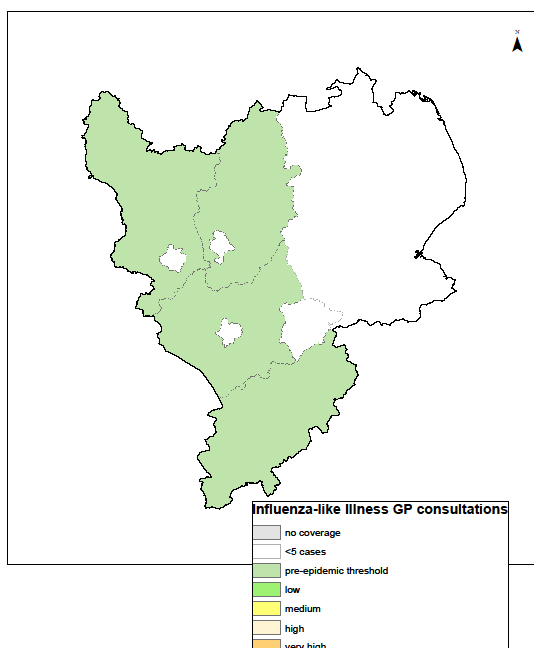 N
Influenza-like Illness GP consultations
no coverage
<5 cases
pre-epidemic threshold
low
medium
high
very high